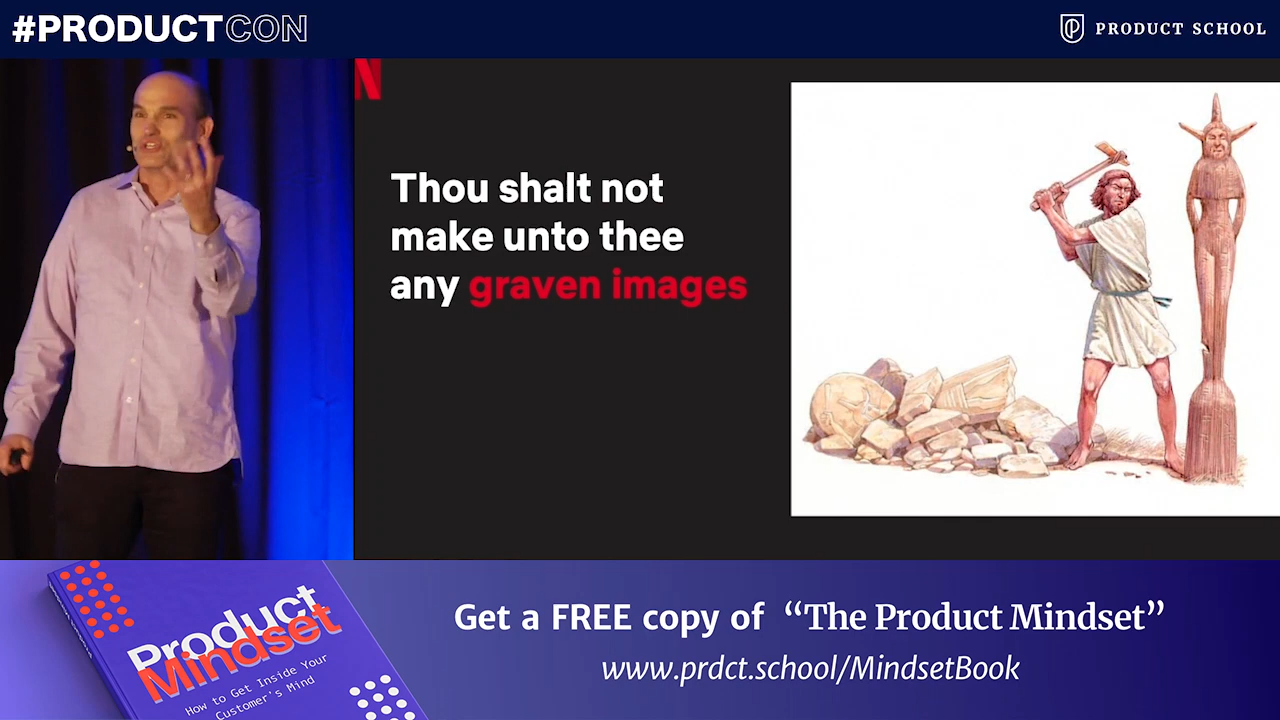 #PRODUCTCON
PRODUCT SCHOOL
N
Thou shalt not
make unto thee
any graven images
Product
Mindset
How to Get Inside Your
Customer's Mind
Get a FREE copy of “The Product Mindset”
www.prdct.school/MindsetBook